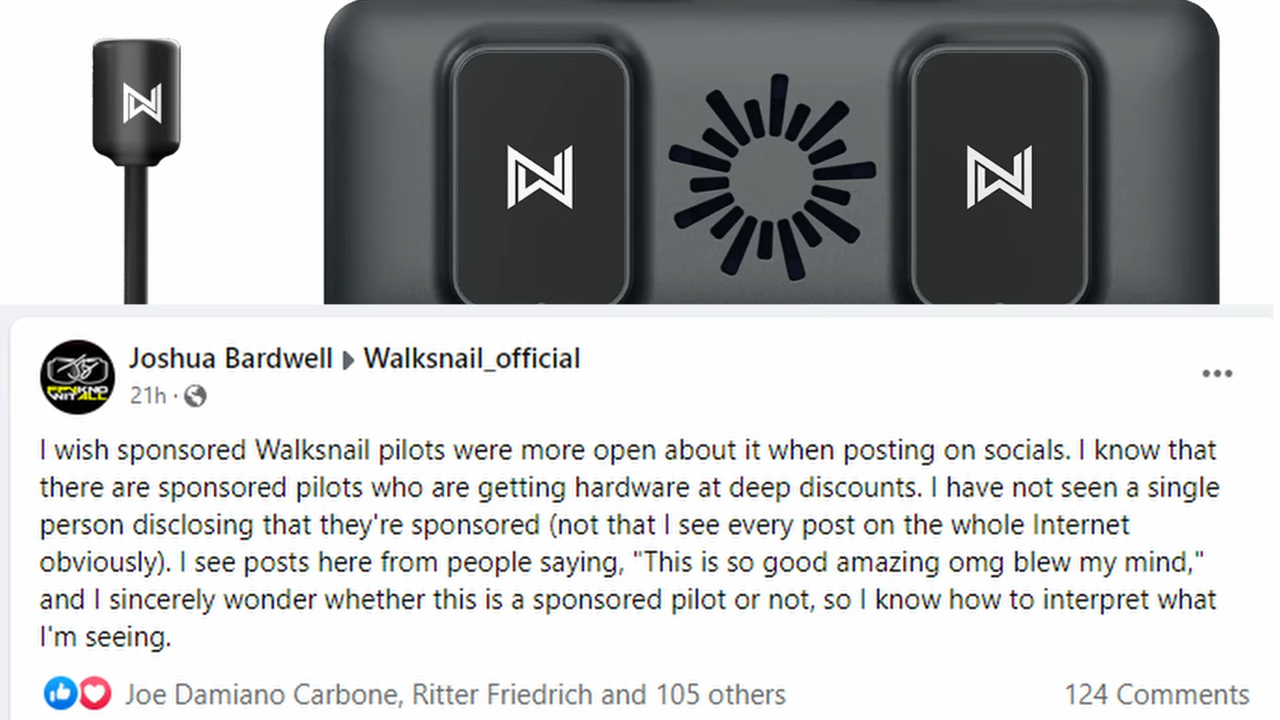 Joshua Bardwell Walksnail_official
21h ·
I wish sponsored Walksnail pilots were more open about it when posting on socials. I know that
there are sponsored pilots who are getting hardware at deep discounts. I have not seen a single
person disclosing that they're sponsored (not that I see every post on the whole Internet
obviously). I see posts here from people saying, "This is so good amazing omg blew my mind,"
and I sincerely wonder whether this is a sponsored pilot or not, so I know how to interpret what
I'm seeing.
Joe Damiano Carbone, Ritter Friedrich and 105 others 124 Comments